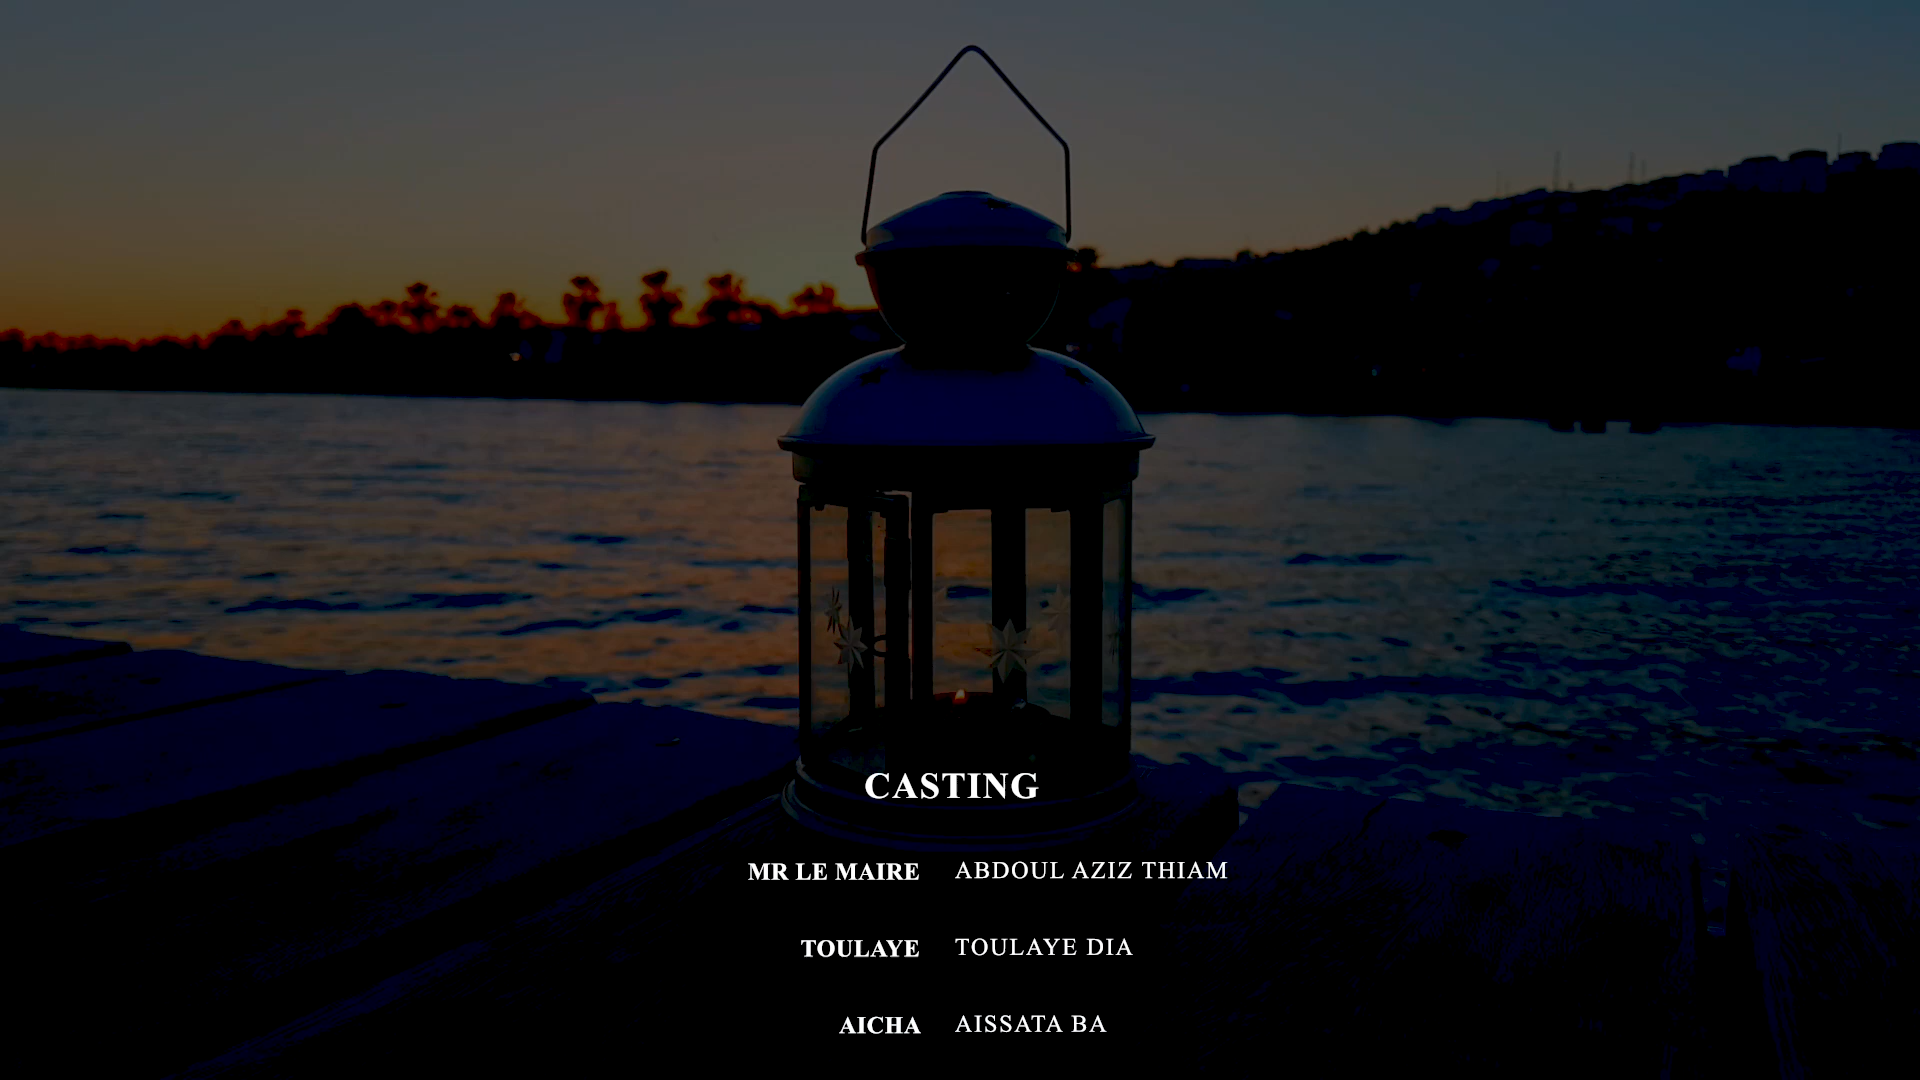 CASTING
MR LE MAIRE ABDOUL AZIZ THIAM
TOULAYE TOULAYE DIA
AICHA AISSATA BA